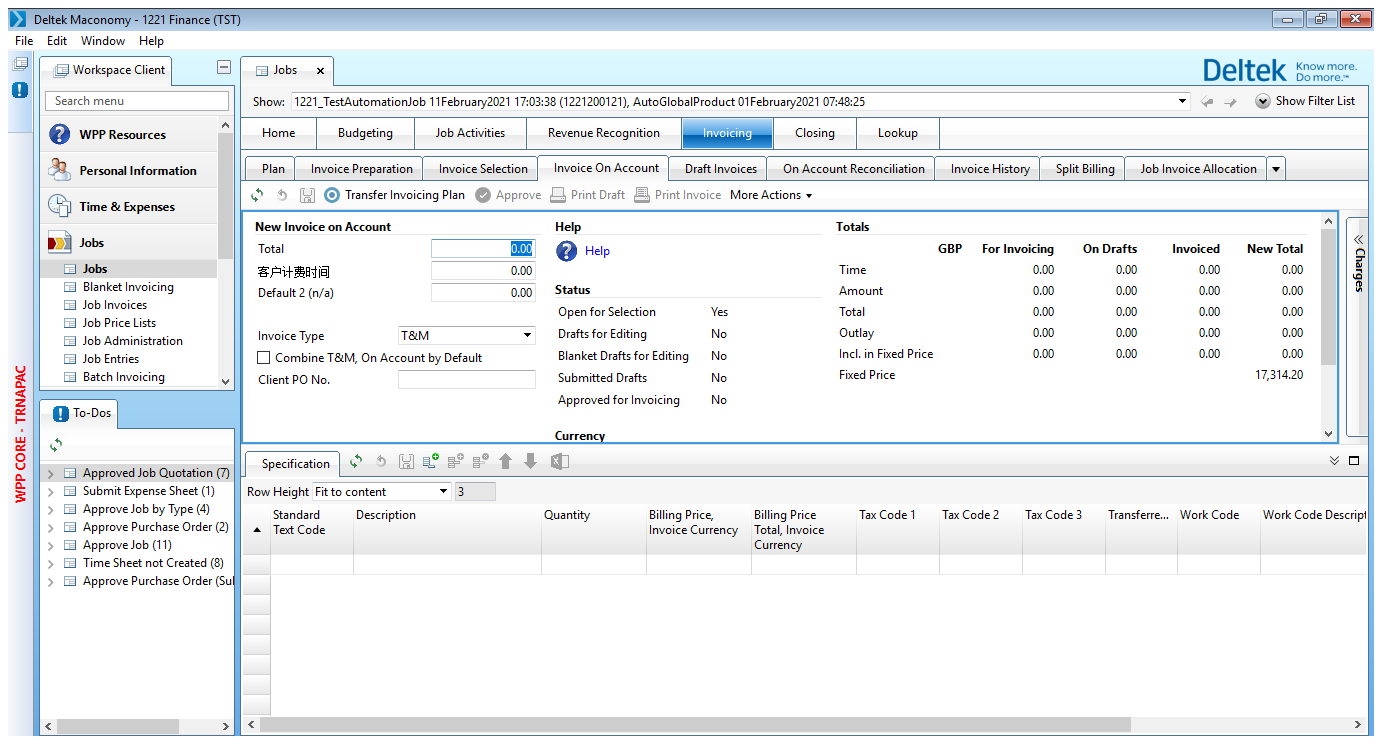 Deltek Maconomy - 1221 Finance (TST)
File Edit Window Help
Workspace Client
Search menu
WPP Resources
Personal Information
Time & Expenses
Jobs
Jobs
Blanket Invoicing
Job Invoices
Job Price Lists
Job Administration
Job Entries
Batch Invoicing
WPP CORE - TRNAPAC
To-Dos
Approved Job Quotation (7)
Submit Expense Sheet (1)
Approve Job by Type (4)
Approve Purchase Order (2)
Approve Job (11)
Time Sheet not Created (8)
Approve Purchase Order (Sul
Jobs x
Deltek Know more. Do more.™
Show: 1221_TestAutomationJob 11February2021 17:03:38 (1221200121), AutoGlobalProduct 01February2021 07:48:25 Show Filter List
Home Budgeting Job Activities Revenue Recognition Invoicing Closing Lookup
Plan Invoice Preparation Invoice Selection Invoice On Account Draft Invoices On Account Reconciliation Invoice History Split Billing Job Invoice Allocation
Transfer Invoicing Plan Approve Print Draft Print Invoice More Actions
New Invoice on Account
Total 0.00
客户计费时间 0.00
Default 2 (n/a) 0.00
Invoice Type T&M
Combine T&M, On Account by Default
Client PO No.
Help
Help
Status
Open for Selection Yes
Drafts for Editing No
Blanket Drafts for Editing No
Submitted Drafts No
Approved for Invoicing No
Currency
Totals
GBP For Invoicing On Drafts Invoiced New Total
Time 0.00 0.00 0.00 0.00
Amount 0.00 0.00 0.00 0.00
Total 0.00 0.00 0.00 0.00
Outlay 0.00 0.00 0.00 0.00
Incl. in Fixed Price 0.00 0.00 0.00 0.00
Fixed Price 17,314.20
Charges
Specification
Row Height Fit to content 3
Standard Text Code Description Quantity Billing Price, Invoice Currency Billing Price Total, Invoice Currency Tax Code 1 Tax Code 2 Tax Code 3 Transferre... Work Code Work Code Descript